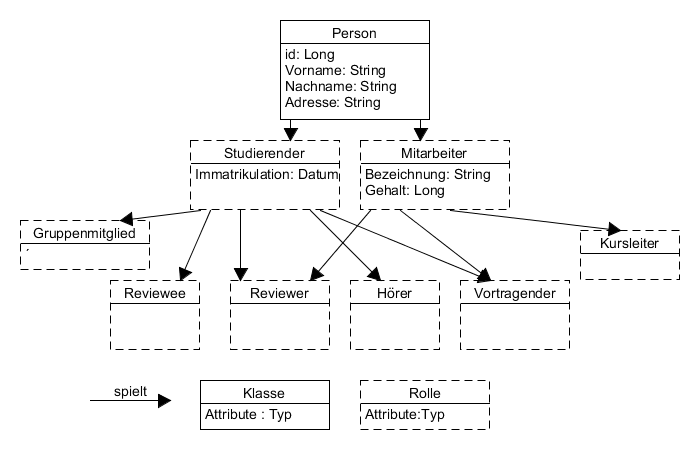 Person
id: Long
Vorname: String
Nachname: String
Adresse: String
Studierender
Immatrikulation: Datum
Mitarbeiter
Bezeichnung: String
Gehalt: Long
Gruppenmitglied
Kursleiter
Reviewee
Reviewer
Hörer
Vortragender
spielt
Klasse
Attribute : Typ
Rolle
Attribute:Typ